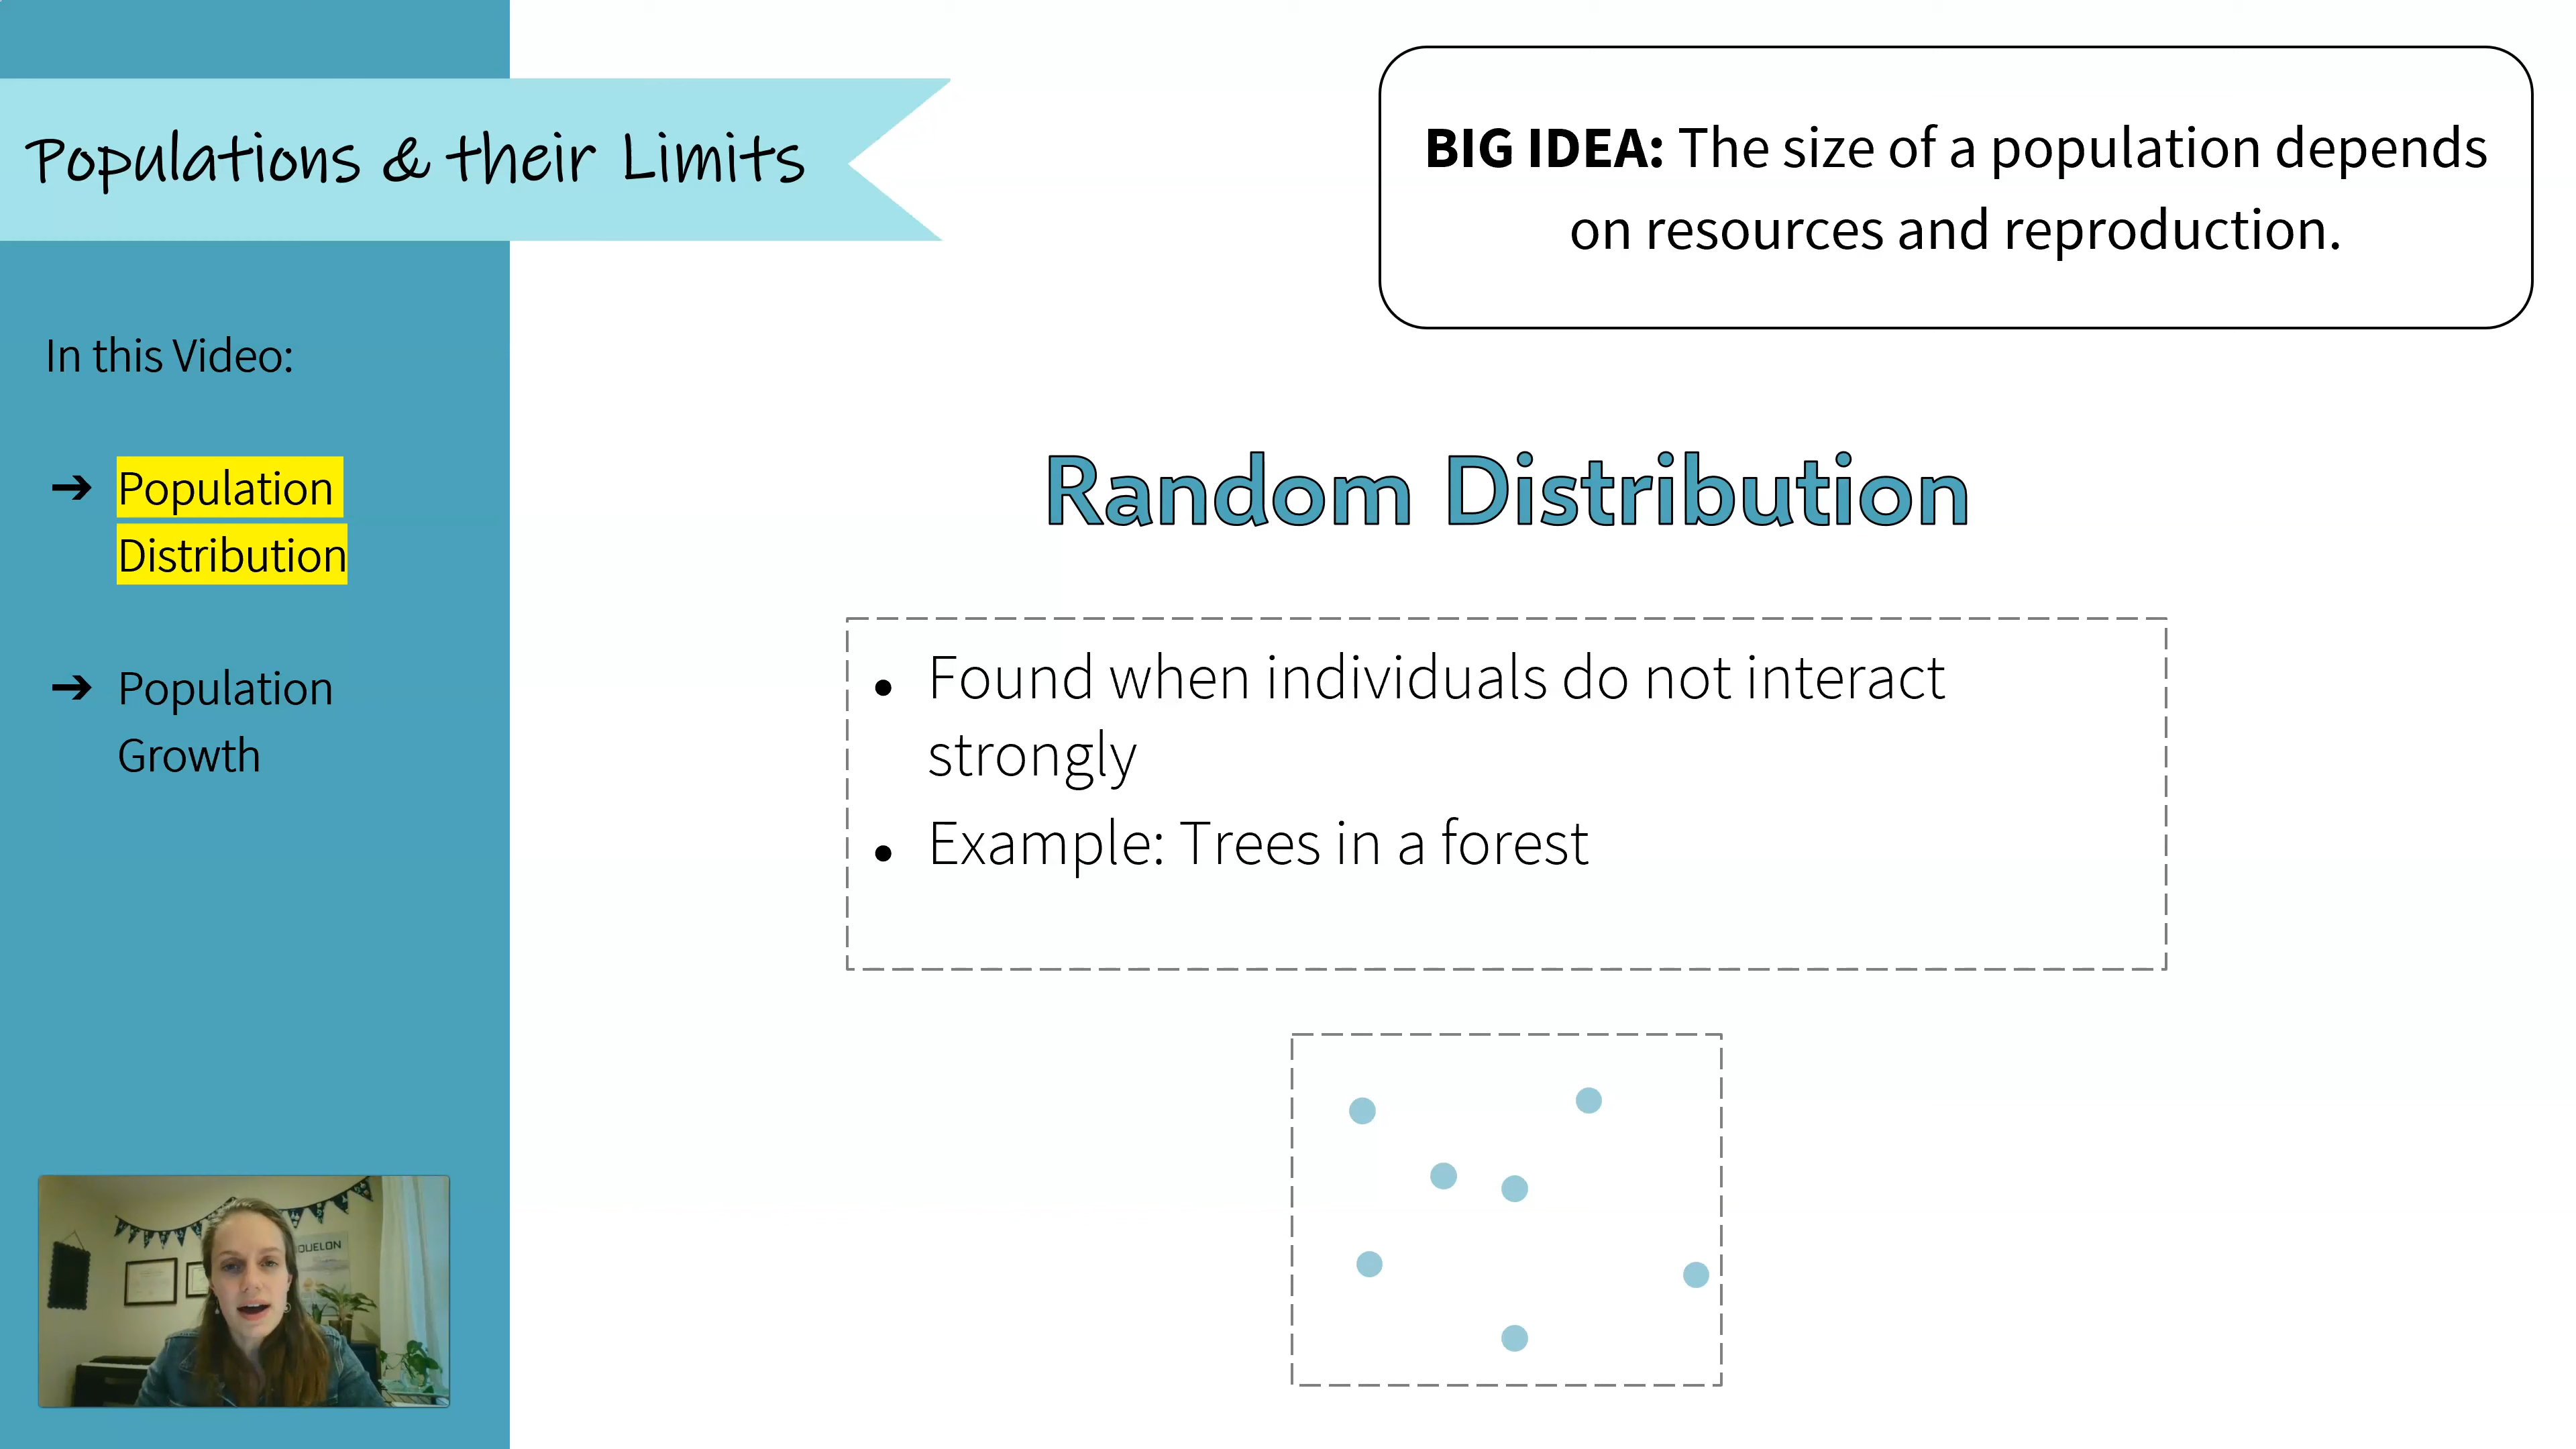 Populations & their Limits
BIG IDEA: The size of a population depends
on resources and reproduction.
In this Video:
➔ Population
Distribution
➔ Population
Growth
Random Distribution
● Found when individuals do not interact
strongly
● Example: Trees in a forest